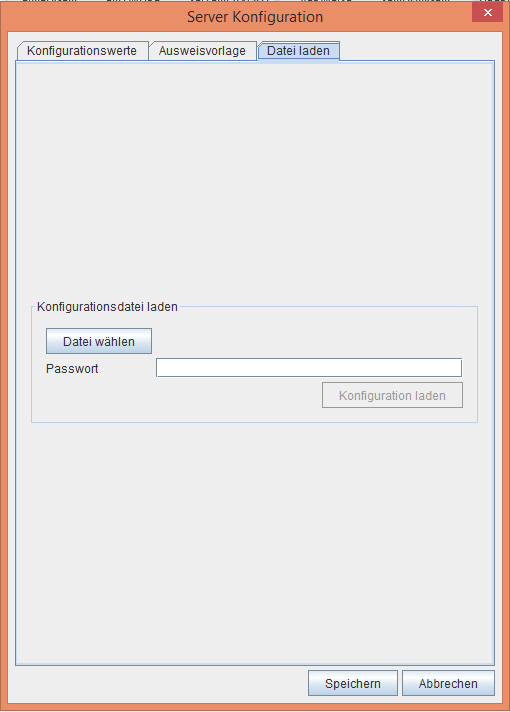 Server Konfiguration
Konfigurationswerte Ausweisvorlage Datei laden
Konfigurationsdatei laden
Datei wählen
Passwort
Konfiguration laden
Speichern Abbrechen